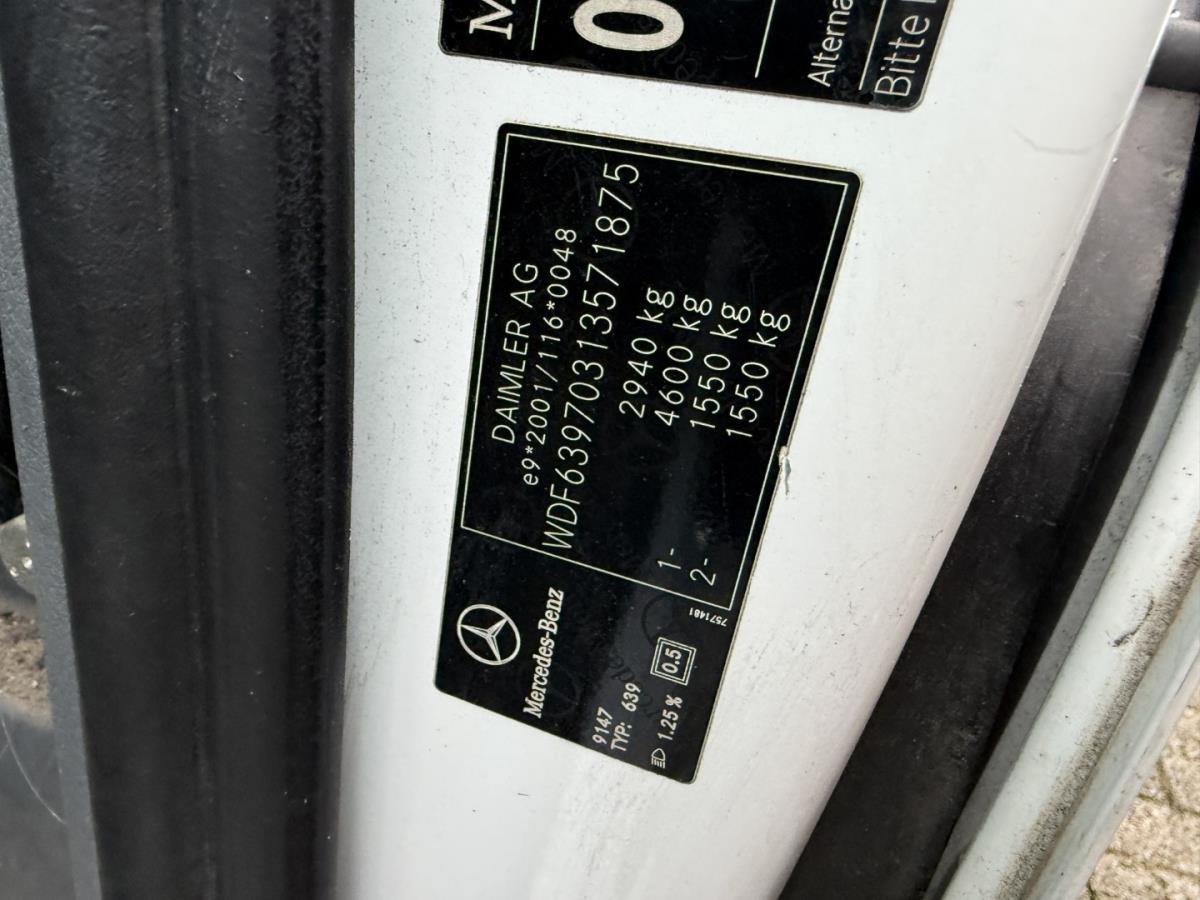 DAIMLER AG
e9*2001/116*0048
WDF63970313571875
2940 kg
4600 kg
1- 1550 kg
2- 1550 kg
Mercedes-Benz
9147
TYP: 639
1.25% 0.5
7571481
Alterna
Bitte